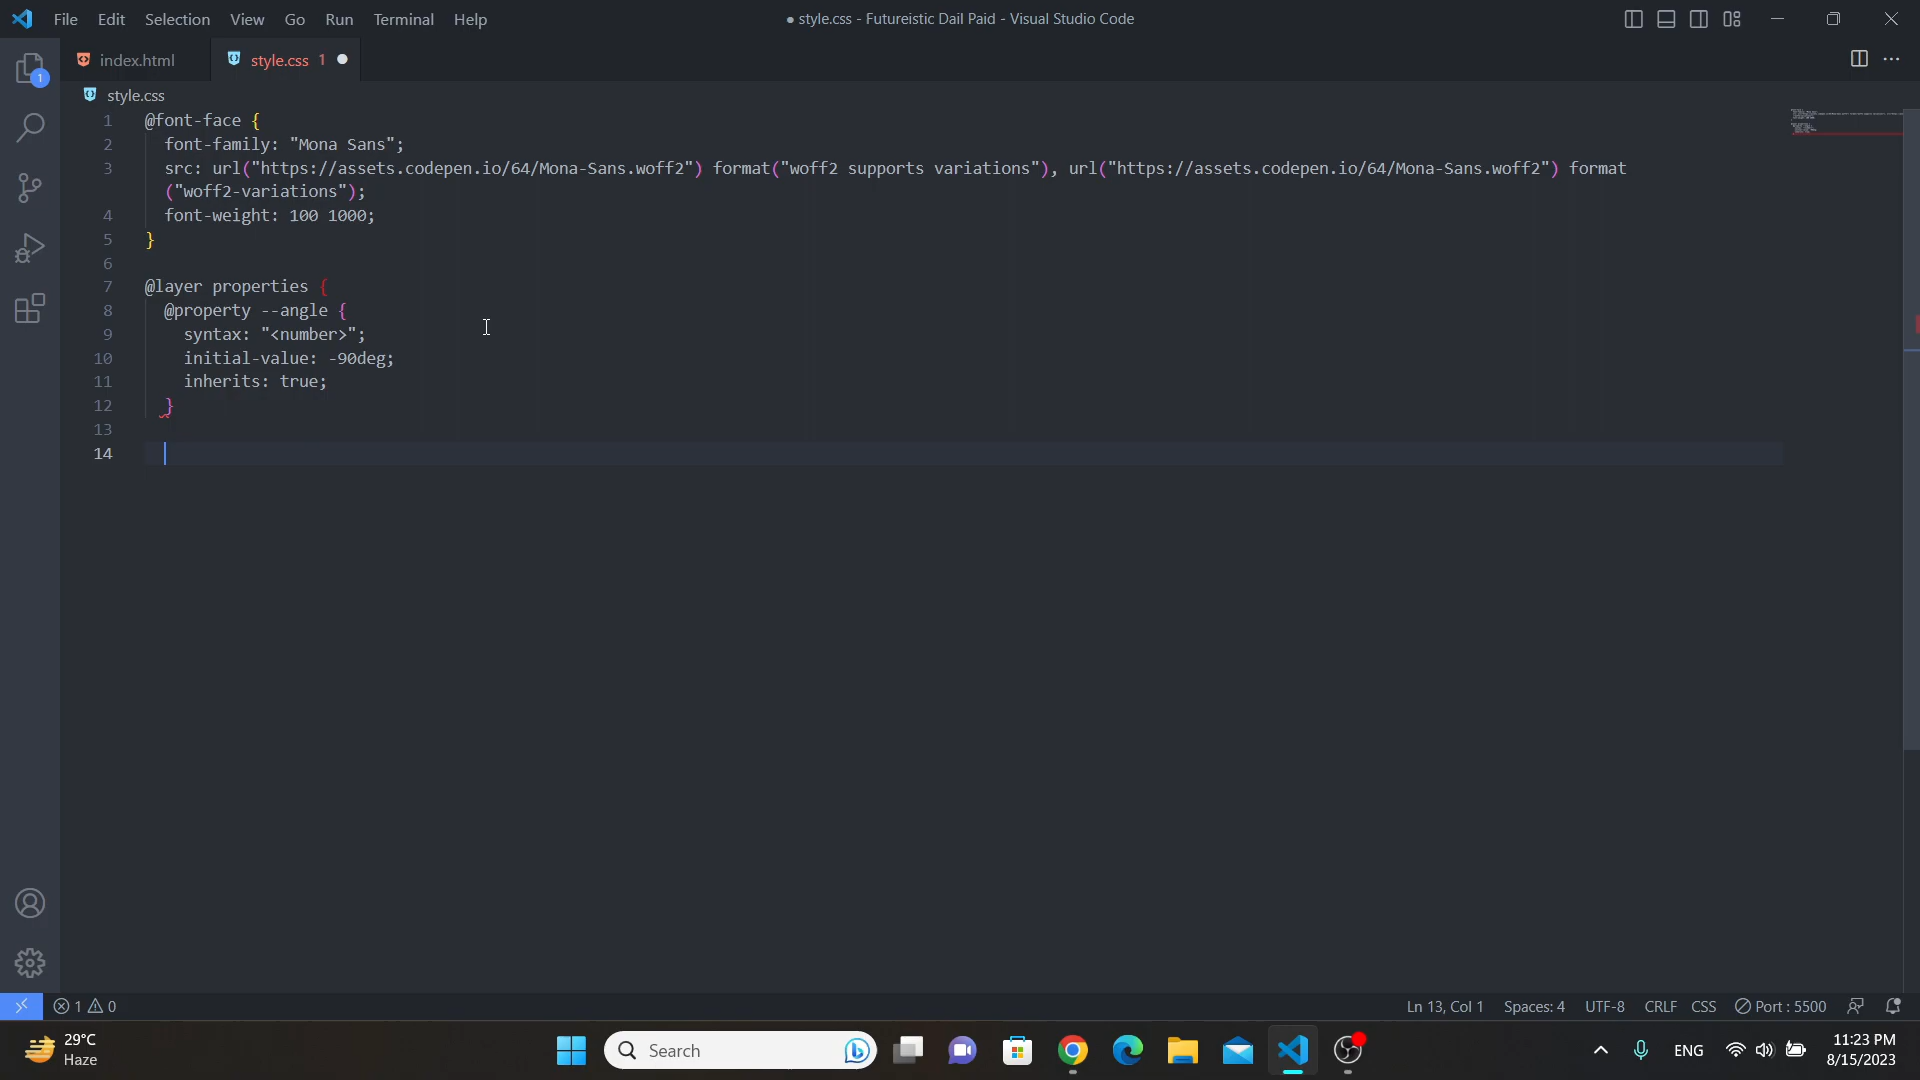 File Edit Selection View Go Run Terminal Help
● style.css - Futureistic Dail Paid - Visual Studio Code
index.html
style.css 1 ●
1
style.css
1 @font-face {
2 font-family: "Mona Sans";
3 src: url("https://assets.codepen.io/64/Mona-Sans.woff2") format("woff2 supports variations"), url("https://assets.codepen.io/64/Mona-Sans.woff2") format
("woff2-variations");
4 font-weight: 100 1000;
5 }
6
7 @layer properties {
8 @property --angle {
9 syntax: "<number>";
10 initial-value: -90deg;
11 inherits: true;
12 }
13
14
1 0
Ln 13, Col 1 Spaces: 4 UTF-8 CRLF CSS Port : 5500
29°C
Haze
Search
ENG
11:23 PM
8/15/2023